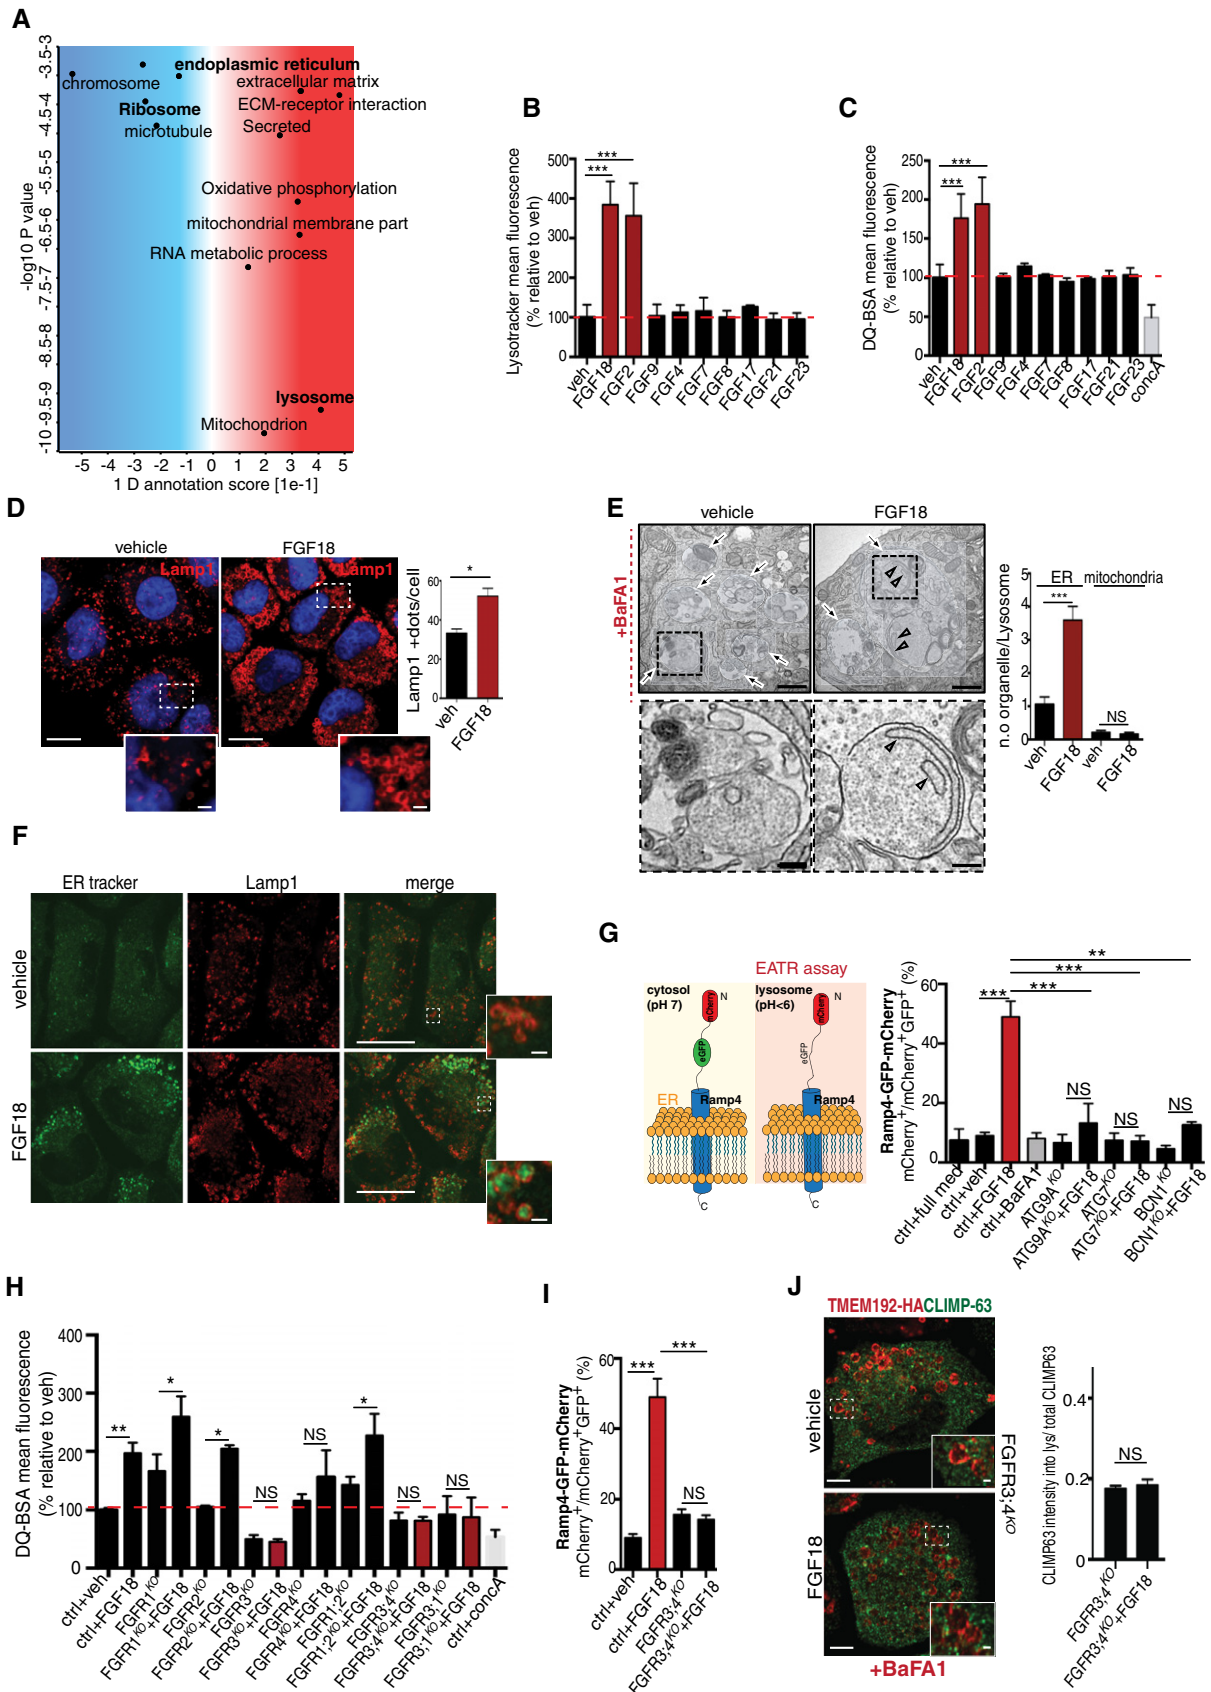 A
-3.5-3
-4.5-4
-5.5-5
-6.5-6
-7.5-7
-8.5-8
-9.5-9
-10
-log10 P value
endoplasmic reticulum
chromosome
extracellular matrix
Ribosome
ECM-receptor interaction
microtubule
Secreted
Oxidative phosphorylation
mitochondrial membrane part
RNA metabolic process
lysosome
Mitochondrion
-5 -4 -3 -2 -1 0 1 2 3 4 5
1 D annotation score [1e-1]
B
Lysotracker mean fluorescence
(% relative to veh)
500
400
300
200
100
0
***
***
veh
FGF18
FGF2
FGF9
FGF4
FGF7
FGF8
FGF17
FGF21
FGF23
C
DQ-BSA mean fluorescence
(% relative to veh)
250
200
150
100
50
0
***
***
veh
FGF18
FGF2
FGF9
FGF4
FGF7
FGF8
FGF17
FGF21
FGF23
concA
D
vehicle
FGF18
Lamp1
Lamp1
Lamp1 +dots/cell
60
40
20
0
*
veh
FGF18
E
vehicle
FGF18
+BaFA1
n.o organelle/Lysosome
5
4
3
2
1
0
ER
mitochondria
***
NS
veh
FGF18
veh
FGF18
F
ER tracker
Lamp1
merge
vehicle
FGF18
G
EATR assay
cytosol
(pH 7)
lysosome
(pH<6)
N
N
mCherry
mCherry
eGFP
eGFP
ER
Ramp4
Ramp4
C
C
Ramp4-GFP-mCherry
mCherry+/mCherry+GFP+ (%)
60
40
20
0
**
***
***
***
NS
NS
NS
ctrl+full med
ctrl+veh
ctrl+FGF18
ctrl+BaFA1
ATG9A KO
ATG9A KO+FGF18
ATG7 KO
ATG7 KO+FGF18
BCN1 KO
BCN1 KO+FGF18
H
DQ-BSA mean fluorescence
(% relative to veh)
400
300
200
100
0
**
*
*
NS
NS
*
NS
NS
ctrl+veh
ctrl+FGF18
FGFR1 KO
FGFR1 KO+FGF18
FGFR2 KO
FGFR2 KO+FGF18
FGFR3 KO
FGFR3 KO+FGF18
FGFR4 KO
FGFR4 KO+FGF18
FGFR1;2 KO
FGFR1;2 KO+FGF18
FGFR3;4 KO
FGFR3;4 KO+FGF18
FGFR3;1 KO
FGFR3;1 KO+FGF18
ctrl+concA
I
Ramp4-GFP-mCherry
mCherry+/mCherry+GFP+ (%)
60
40
20
0
***
***
NS
ctrl+veh
ctrl+FGF18
FGFR3;4 KO
FGFR3;4 KO+FGF18
J
TMEM192-HACLIMP-63
vehicle
FGF18
FGFR3;4 KO
+BaFA1
CLIMP63 intensity into lys/ total CLIMP63
0.4
0.2
0
NS
FGFR3;4 KO
FGFR3;4 KO+FGF18